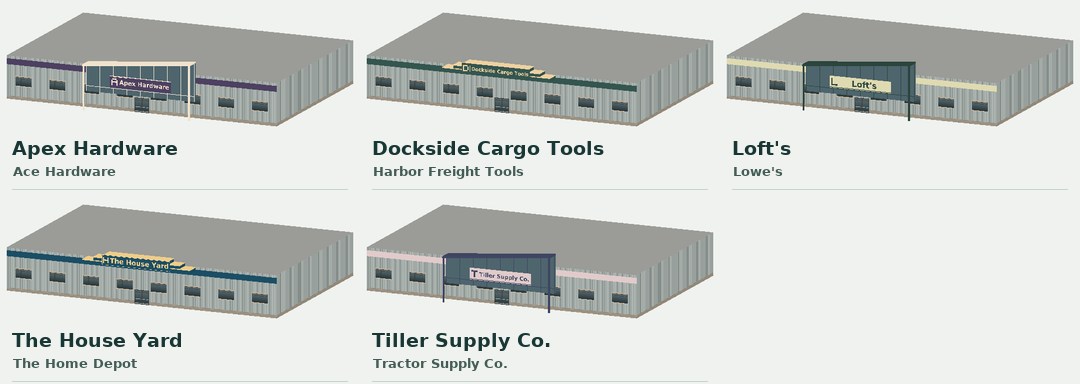 A Apex Hardware
D Dockside Cargo Tools
L Loft's
Apex Hardware
Dockside Cargo Tools
Loft's
Ace Hardware
Harbor Freight Tools
Lowe's
H The House Yard
T Tiller Supply Co.
The House Yard
Tiller Supply Co.
The Home Depot
Tractor Supply Co.